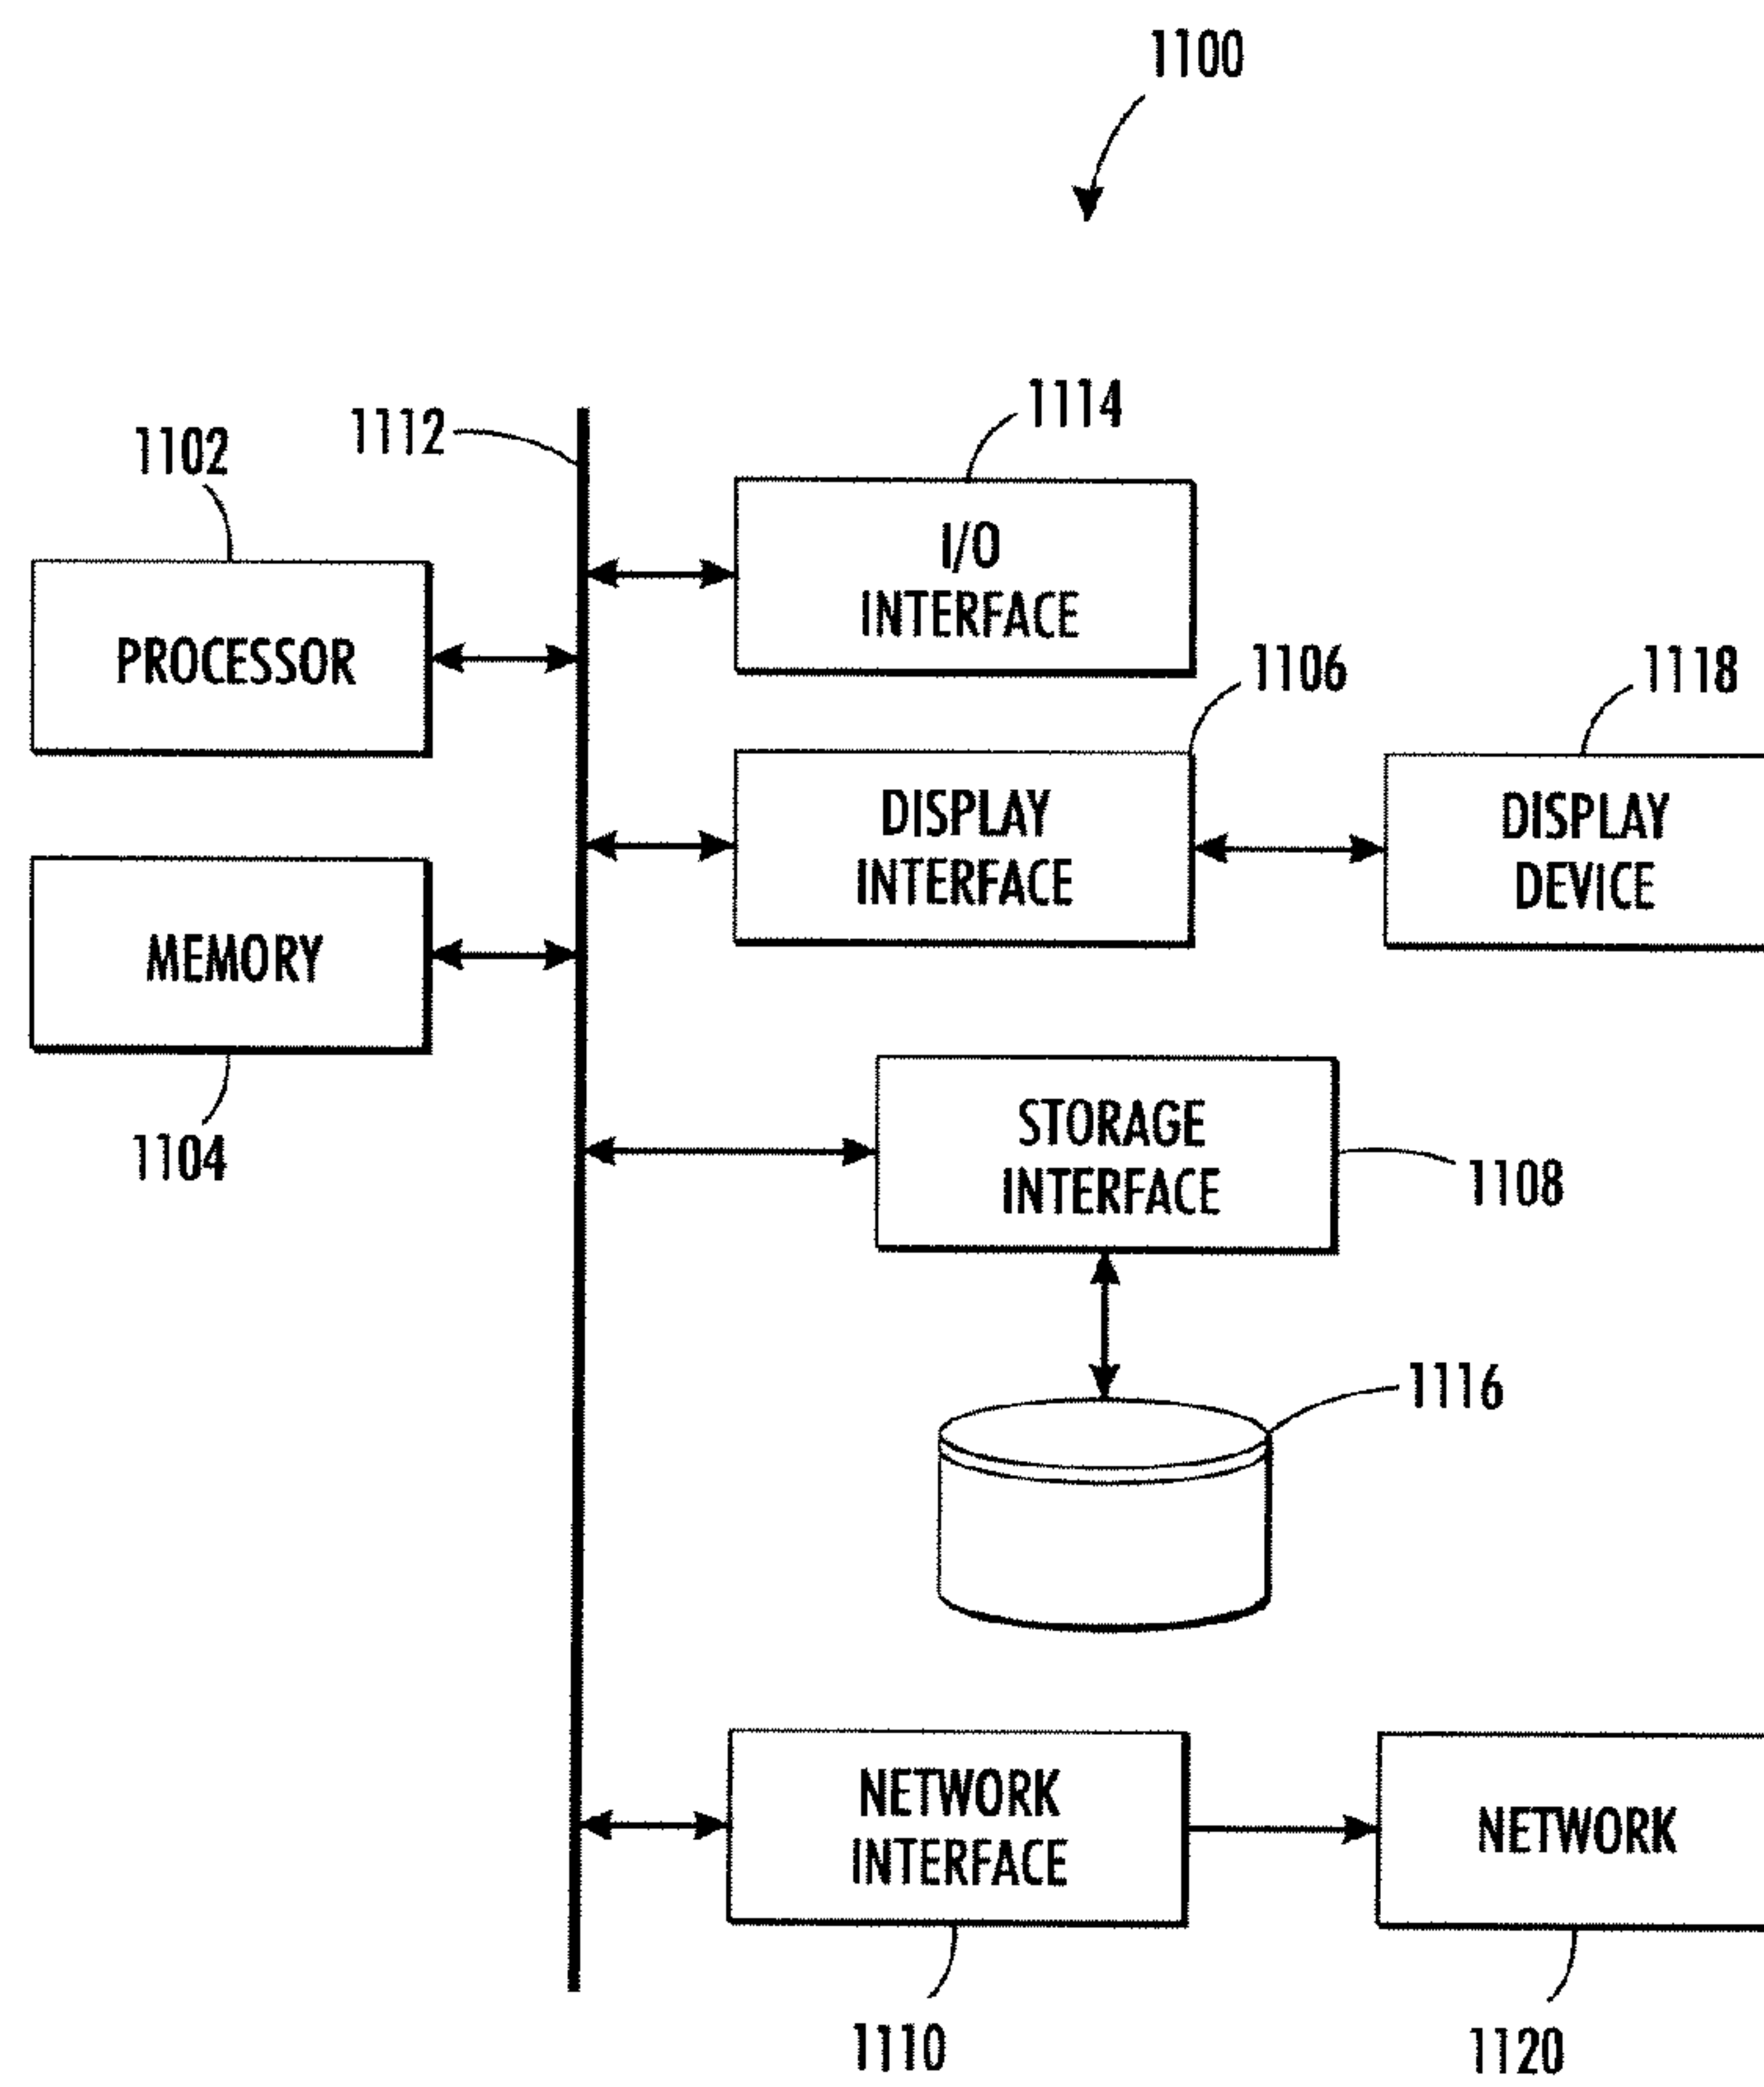 1100
1114
1112
1102
I/O
INTERFACE
PROCESSOR
1106
1118
DISPLAY
INTERFACE
DISPLAY
DEVICE
MEMORY
1104
STORAGE
INTERFACE
1108
1116
NETWORK
INTERFACE
NETWORK
1110
1120